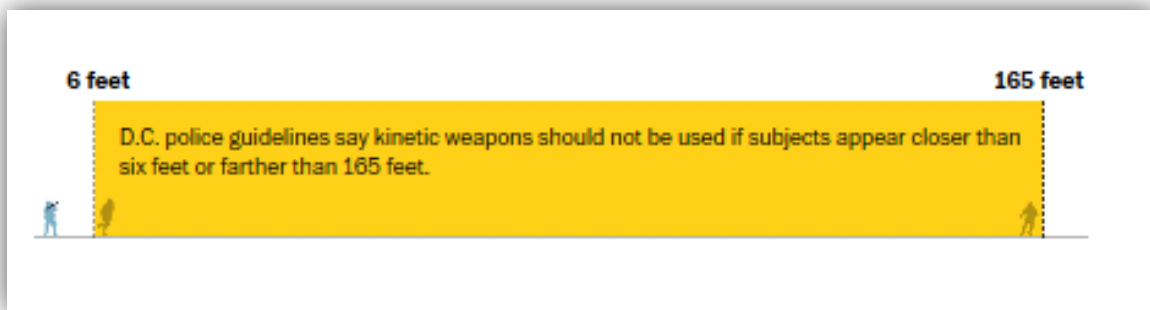 6 feet
165 feet
D.C. police guidelines say kinetic weapons should not be used if subjects appear closer than
six feet or farther than 165 feet.